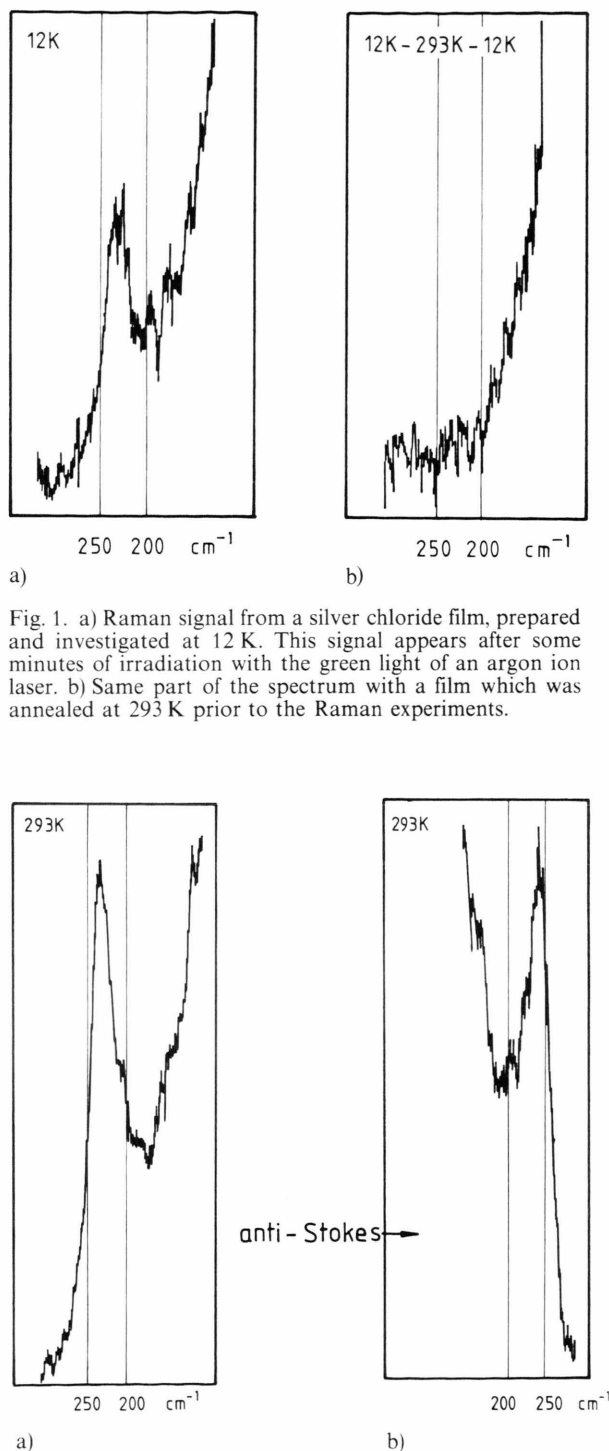 12K
12K – 293K – 12K
250 200 cm⁻¹
250 200 cm⁻¹
a)
b)
Fig. 1. a) Raman signal from a silver chloride film, prepared
and investigated at 12 K. This signal appears after some
minutes of irradiation with the green light of an argon ion
laser. b) Same part of the spectrum with a film which was
annealed at 293 K prior to the Raman experiments.
293K
293K
anti – Stokes
250 200 cm⁻¹
200 250 cm⁻¹
a)
b)